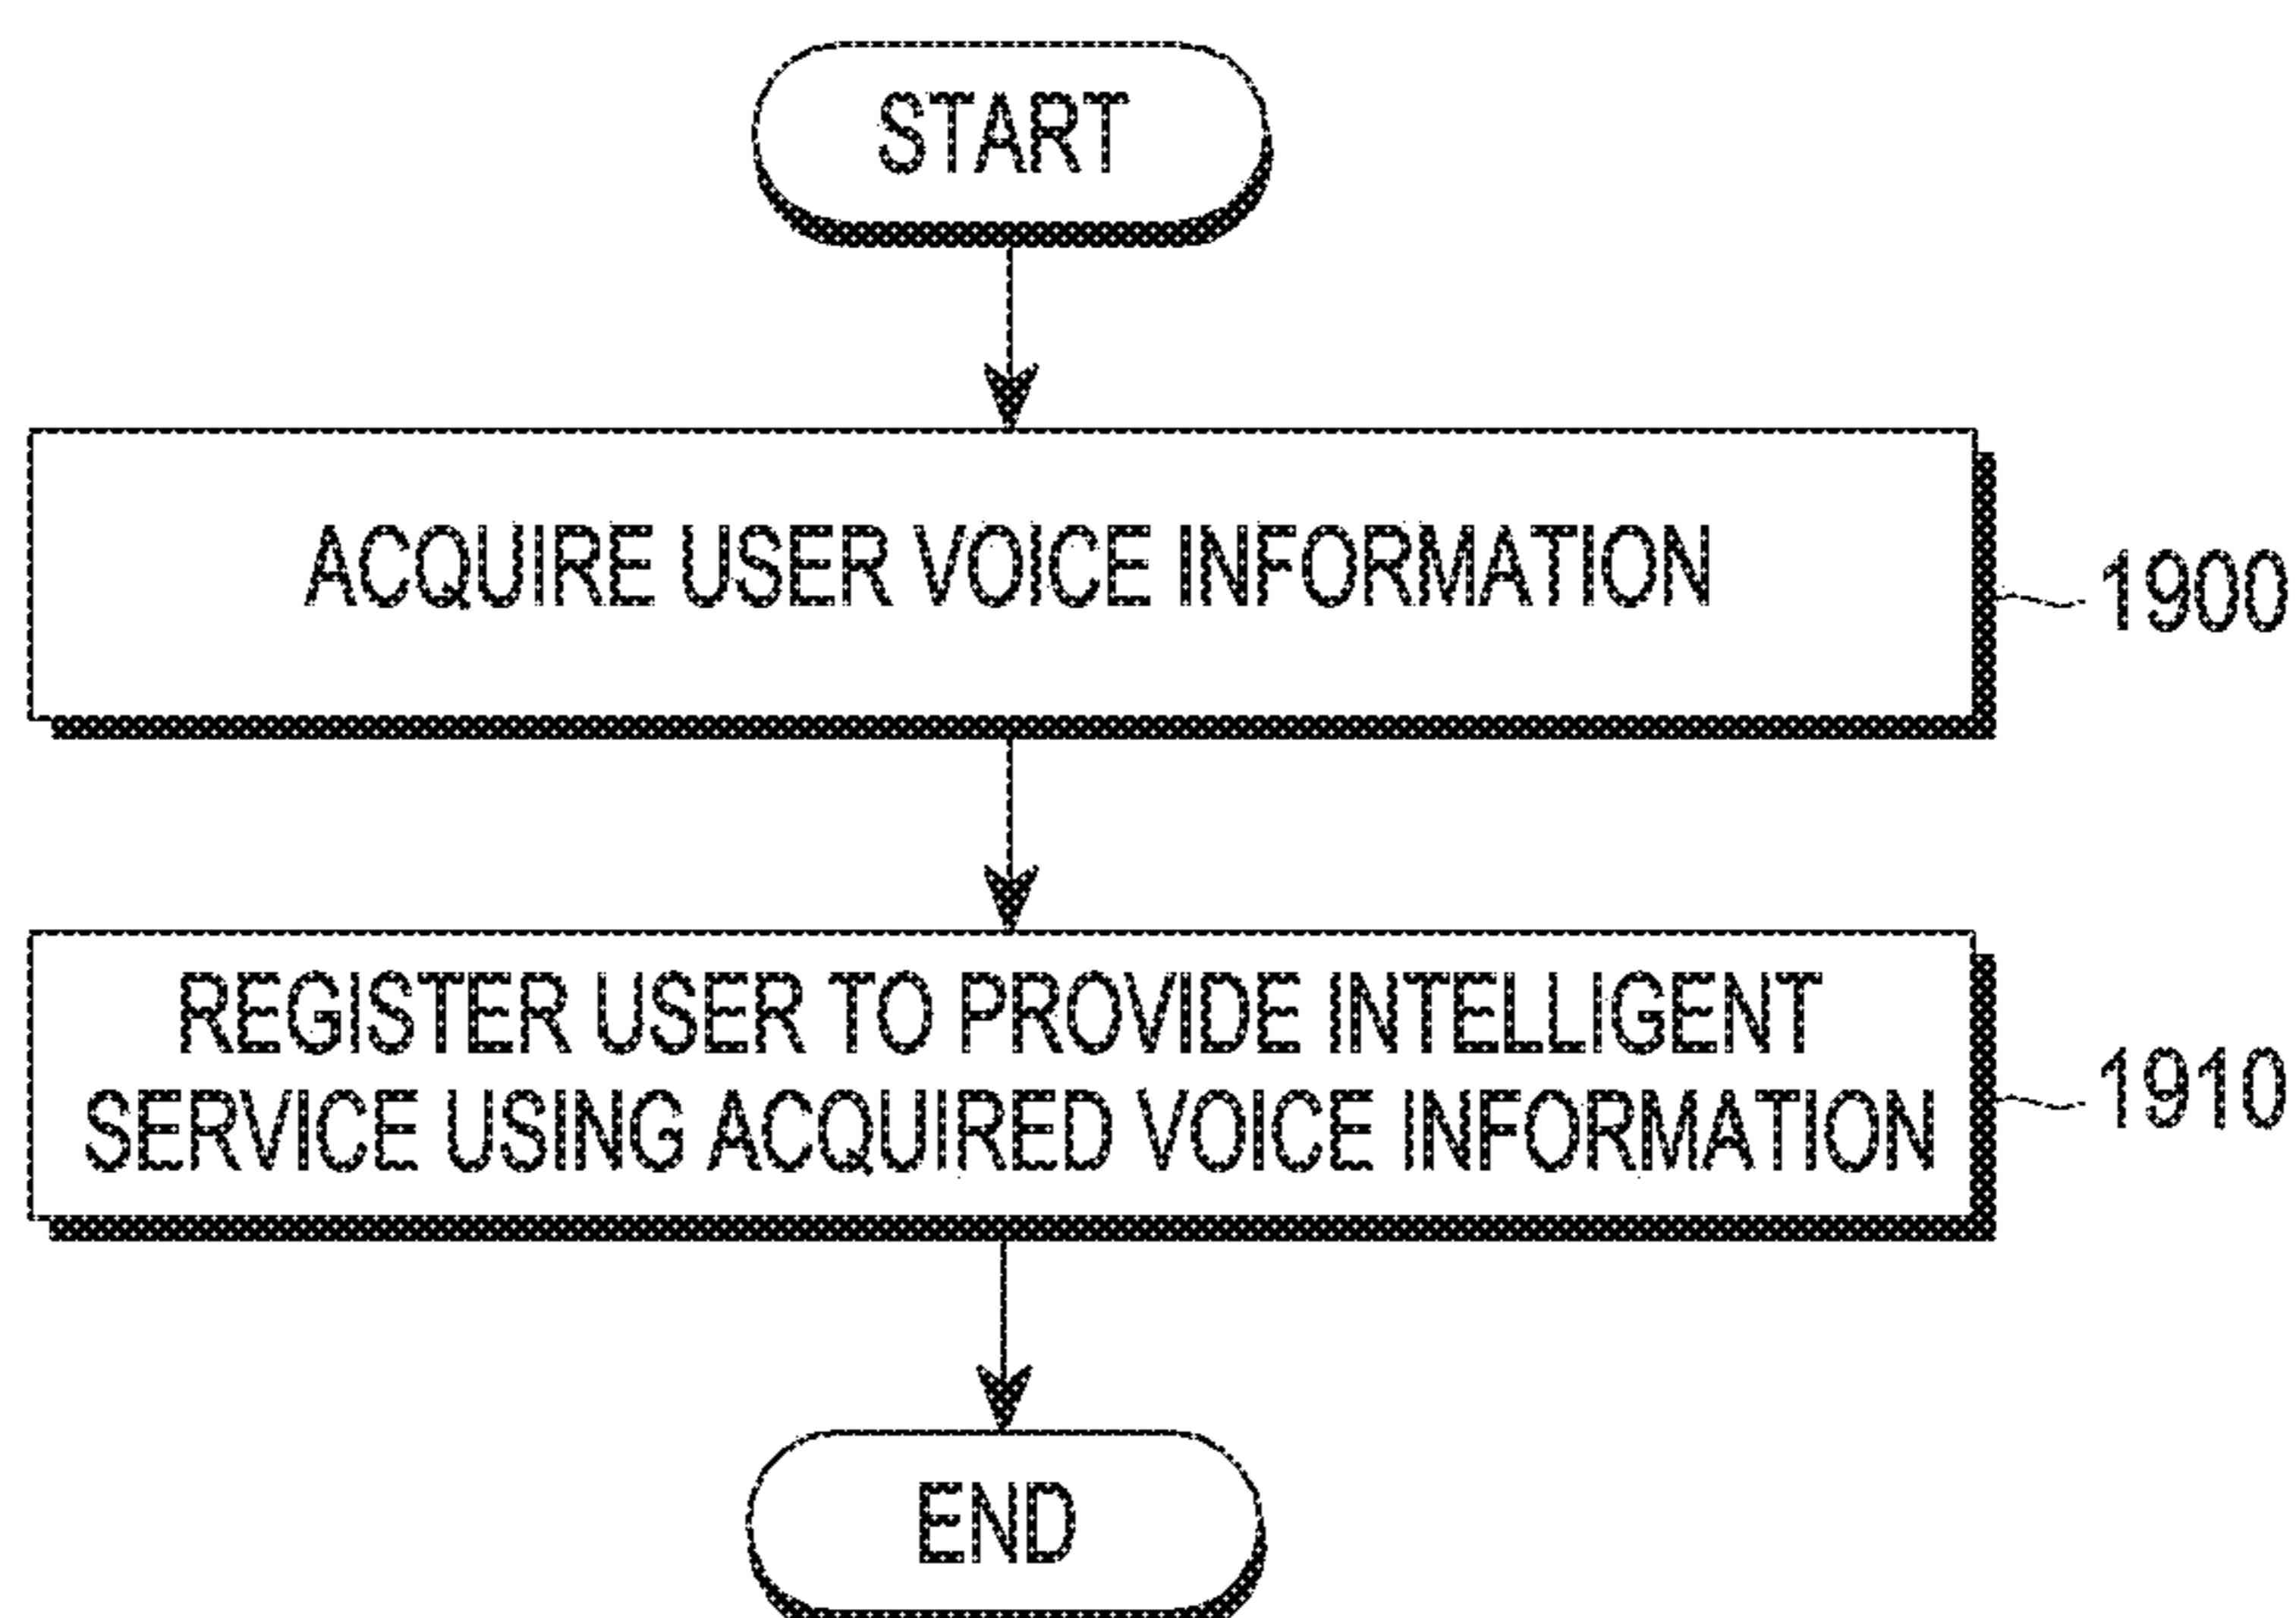 START
ACQUIRE USER VOICE INFORMATION
1900
REGISTER USER TO PROVIDE INTELLIGENT
SERVICE USING ACQUIRED VOICE INFORMATION
1910
END